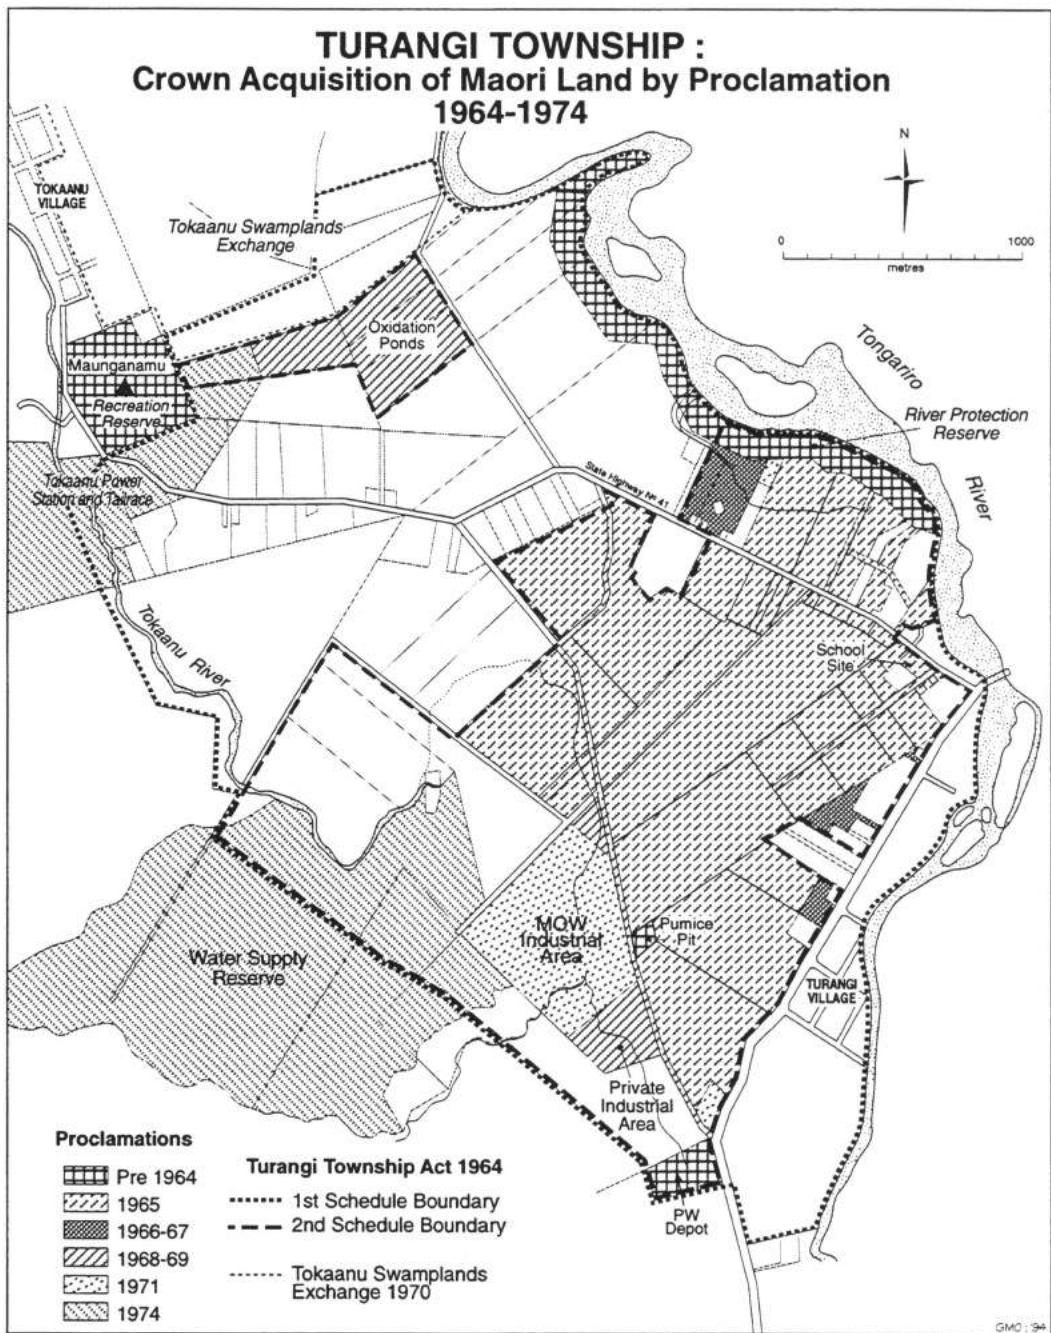 TURANGI TOWNSHIP :
Crown Acquisition of Maori Land by Proclamation
1964-1974
N
0
1000
metres
TOKAANU
VILLAGE
Tokaanu Swamplands
Exchange
Oxidation
Ponds
Maunganamu
Recreation
Reserve
Tokaanu Power
Station and Tailrace
State Highway Nº 41
Tongariro
River
River Protection
Reserve
Tokaanu River
School
Site
MOW
Industrial
Area
Pumice
Pit
Water Supply
Reserve
TURANGI
VILLAGE
Private
Industrial
Area
PW
Depot
Proclamations
Pre 1964
1965
1966-67
1968-69
1971
1974
Turangi Township Act 1964
1st Schedule Boundary
2nd Schedule Boundary
Tokaanu Swamplands
Exchange 1970
GMO : '94